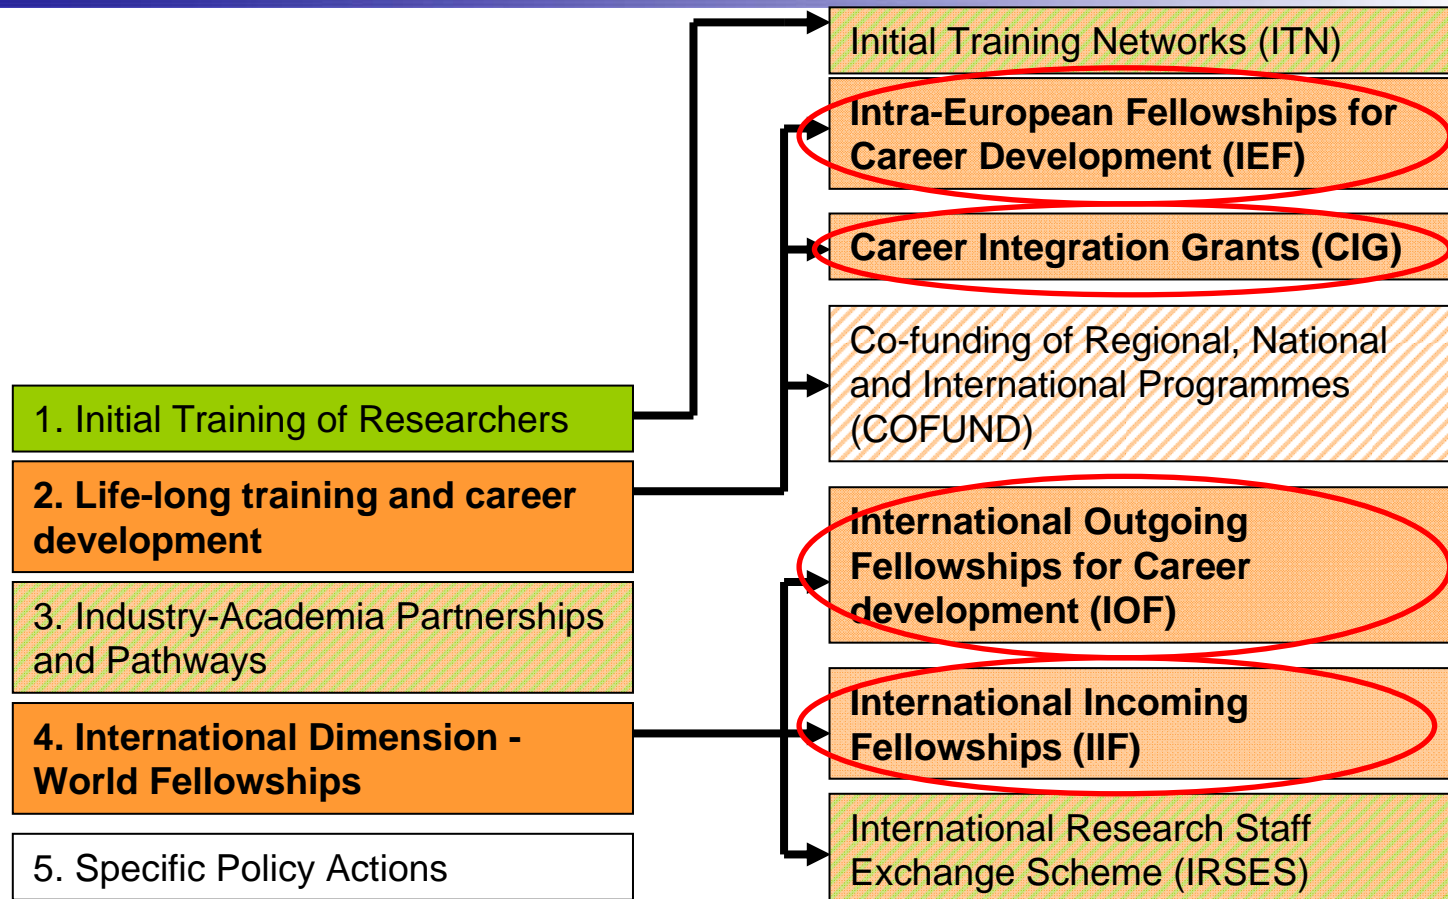 Initial Training Networks (ITN)
Intra-European Fellowships for
Career Development (IEF)
Career Integration Grants (CIG)
Co-funding of Regional, National
and International Programmes
(COFUND)
1. Initial Training of Researchers
2. Life-long training and career
development
International Outgoing
Fellowships for Career
development (IOF)
3. Industry-Academia Partnerships
and Pathways
International Incoming
Fellowships (IIF)
4. International Dimension -
World Fellowships
International Research Staff
Exchange Scheme (IRSES)
5. Specific Policy Actions